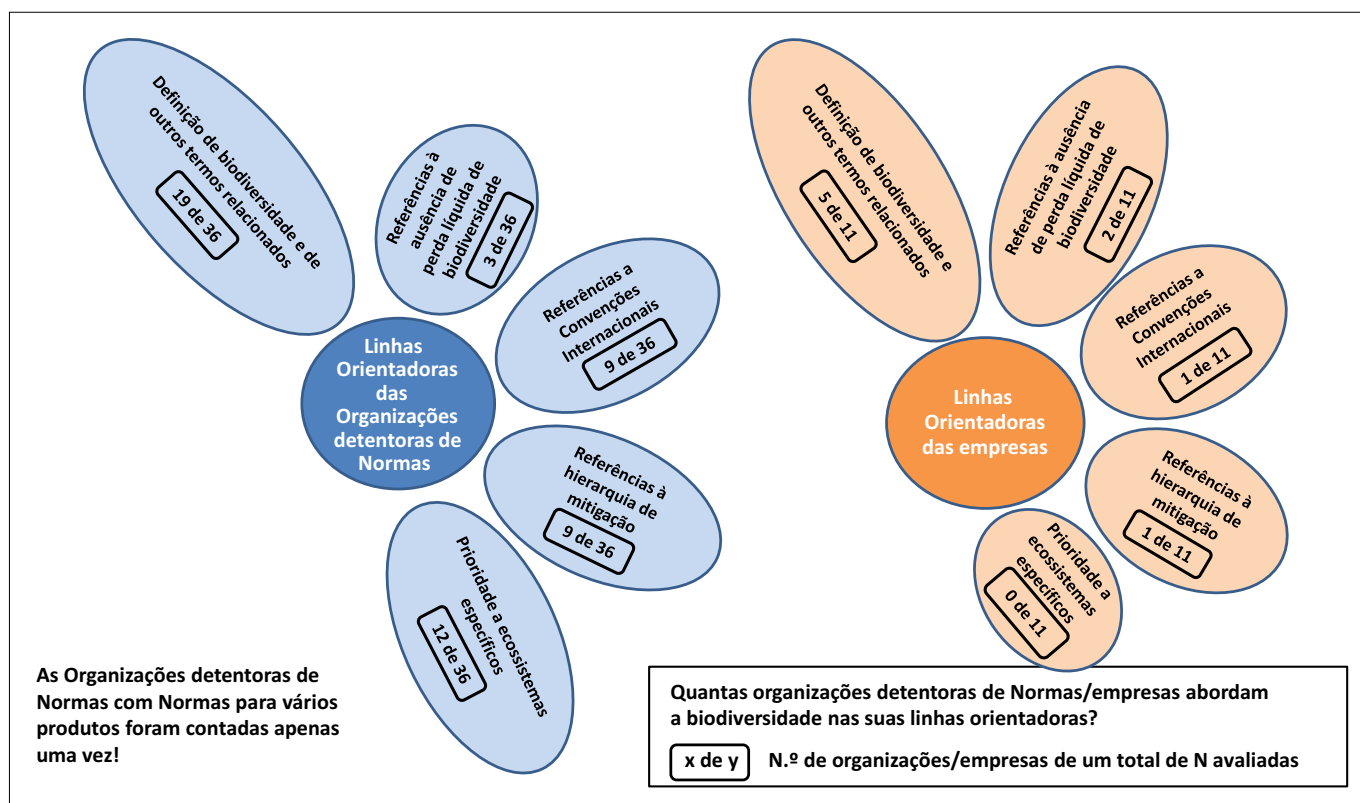 Definição de biodiversidade e de
outros termos relacionados
19 de 36
Referências à
ausência de
perda líquida de
biodiversidade
3 de 36
Referências a
Convenções
Internacionais
9 de 36
Linhas
Orientadoras
das
Organizações
detentoras de
Normas
Referências à
hierarquia de
mitigação
9 de 36
Prioridade a ecossistemas
específicos
12 de 36
As Organizações detentoras de
Normas com Normas para vários
produtos foram contadas apenas
uma vez!
Definição de biodiversidade e
outros termos relacionados
5 de 11
Referências à ausência
de perda líquida de
biodiversidade
2 de 11
Referências a
Convenções
Internacionais
1 de 11
Linhas
Orientadoras
das empresas
Referências à
hierarquia de
mitigação
1 de 11
Prioridade a
ecossistemas
específicos
0 de 11
Quantas organizações detentoras de Normas/empresas abordam
a biodiversidade nas suas linhas orientadoras?
x de y N.º de organizações/empresas de um total de N avaliadas